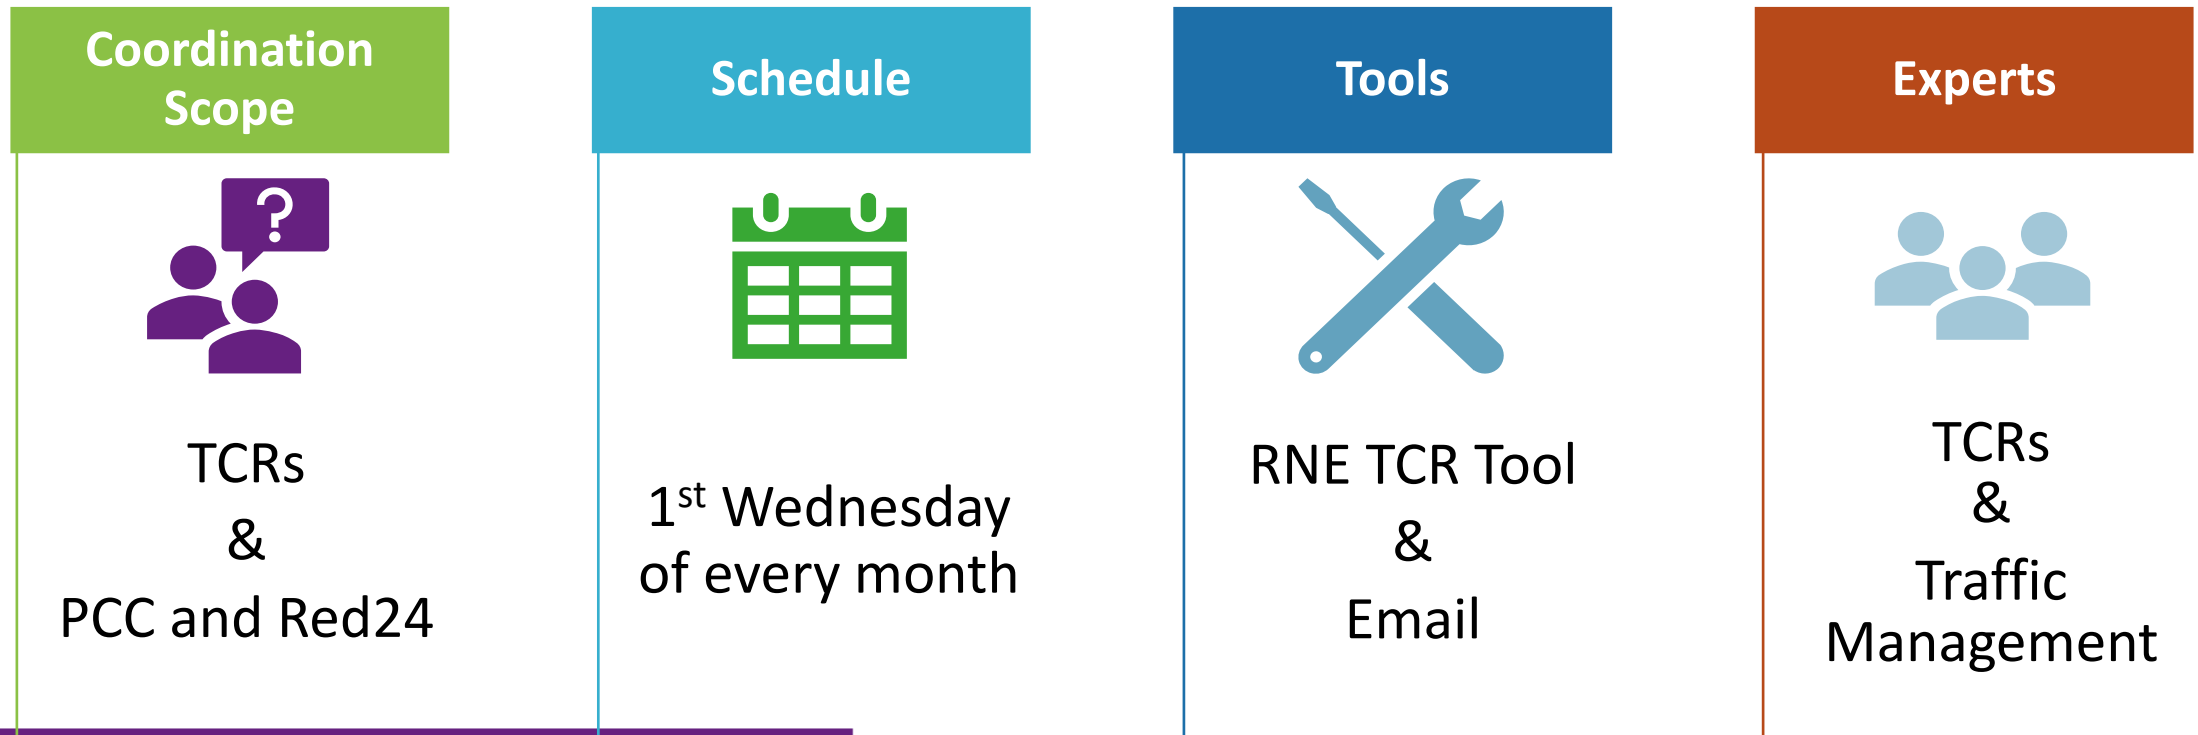 Coordination
Scope
?
TCRs
&
PCC and Red24
Schedule
1st Wednesday
of every month
Tools
RNE TCR Tool
&
Email
Experts
TCRs
&
Traffic
Management